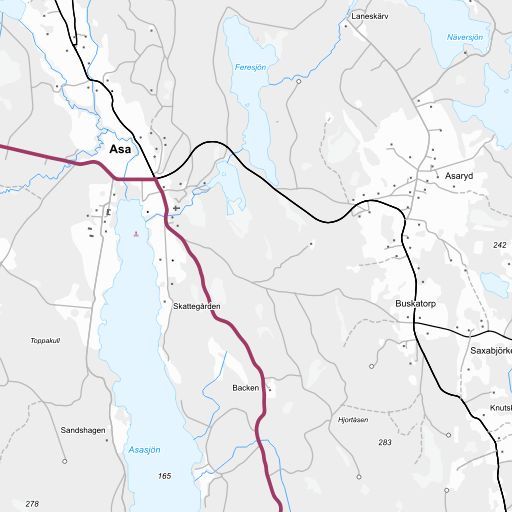 Laneskärv
Näversjön
Feresjön
Asa
Asaryd
242
Skattegården
Buskatorp
Toppakull
Saxabjörke
Backen
Knutsk
Hjortåsen
Sandshagen
283
Asasjön
165
278